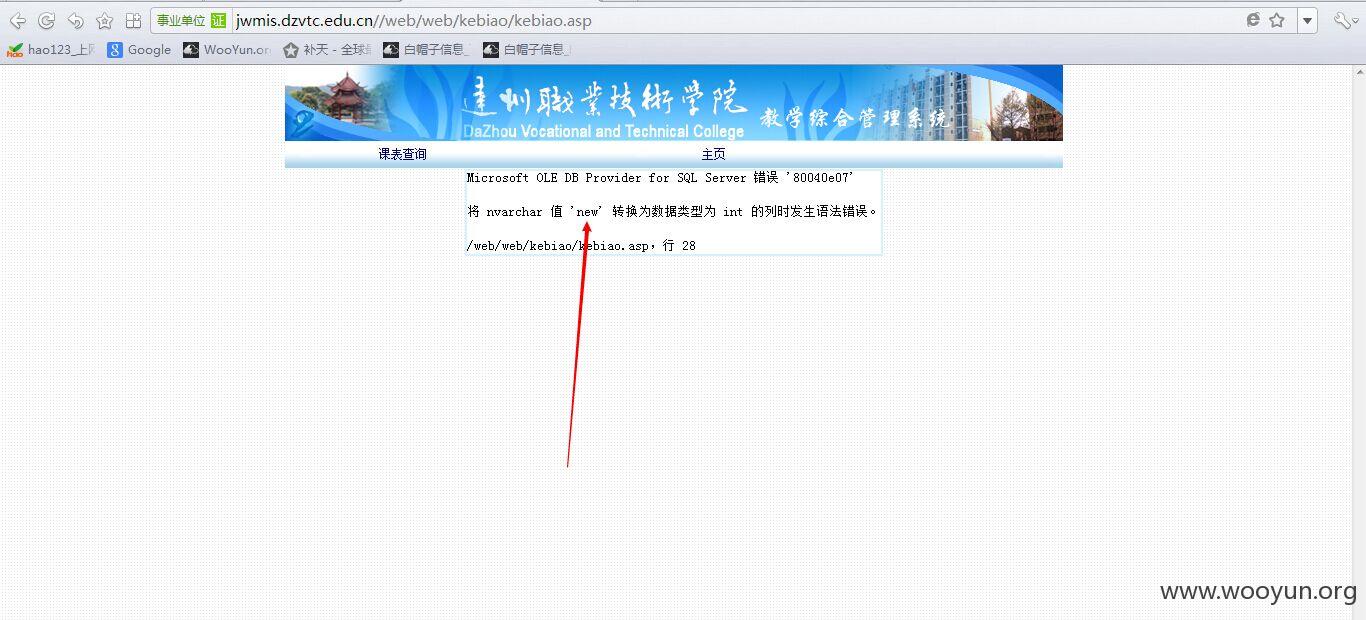 事业单位 证 jwmis.dzvtc.edu.cn//web/web/kebiao/kebiao.asp
hao123_上网 Google WooYun.or 补天 - 全球 白帽子信息_ 白帽子信息_
達州職業技術學院 教学综合管理系统
DaZhou Vocational and Technical College
课表查询 主页
Microsoft OLE DB Provider for SQL Server 错误 '80040e07'
将 nvarchar 值 'new' 转换为数据类型为 int 的列时发生语法错误。
/web/web/kebiao/kebiao.asp，行 28
www.wooyun.org